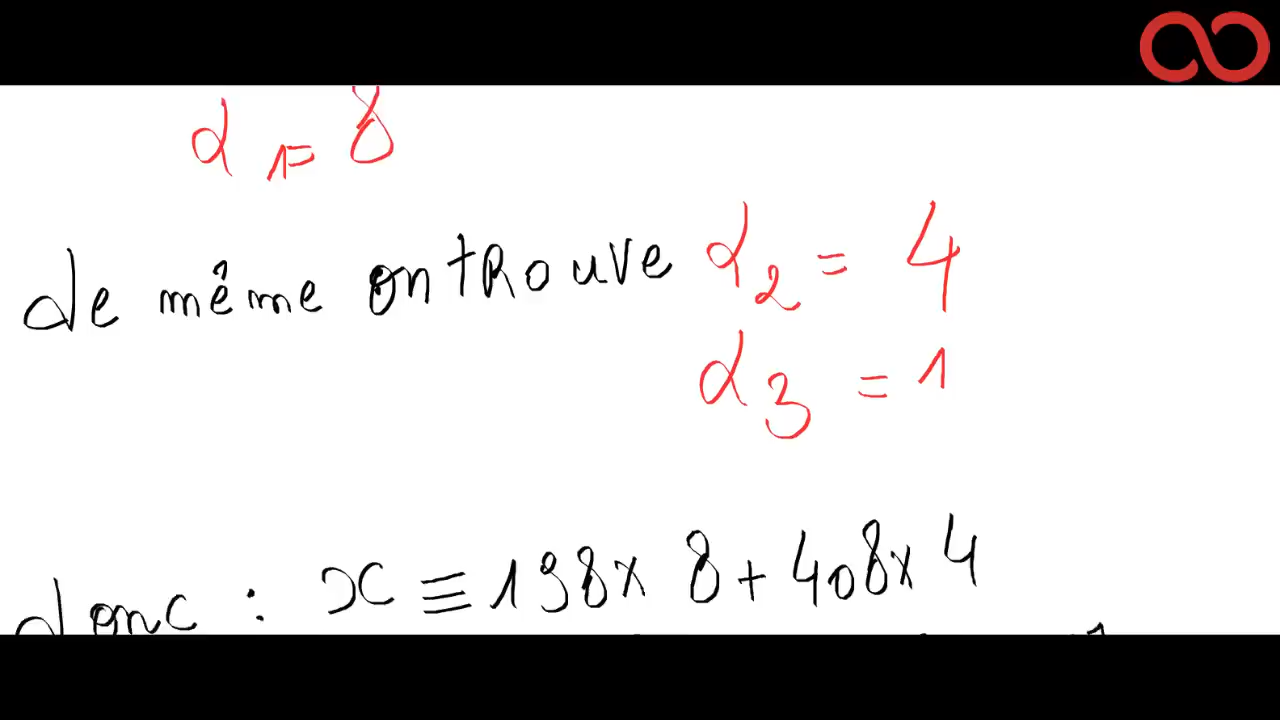 α₁ = 8
de même on trouve α₂ = 4
α₃ = 1
donc : x ≡ 198 × 8 + 408 × 4